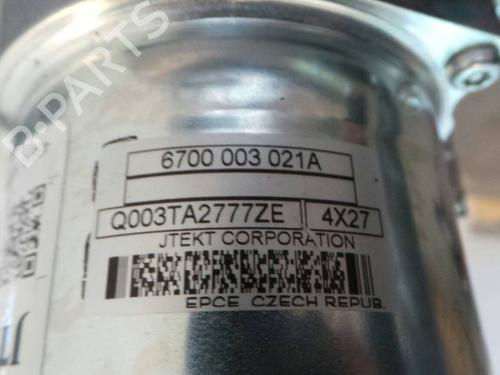 B-PARTS
6700 003 021A
Q003TA2777ZE 4X27
JTEKT CORPORATION
EPCE CZECH REPUB.